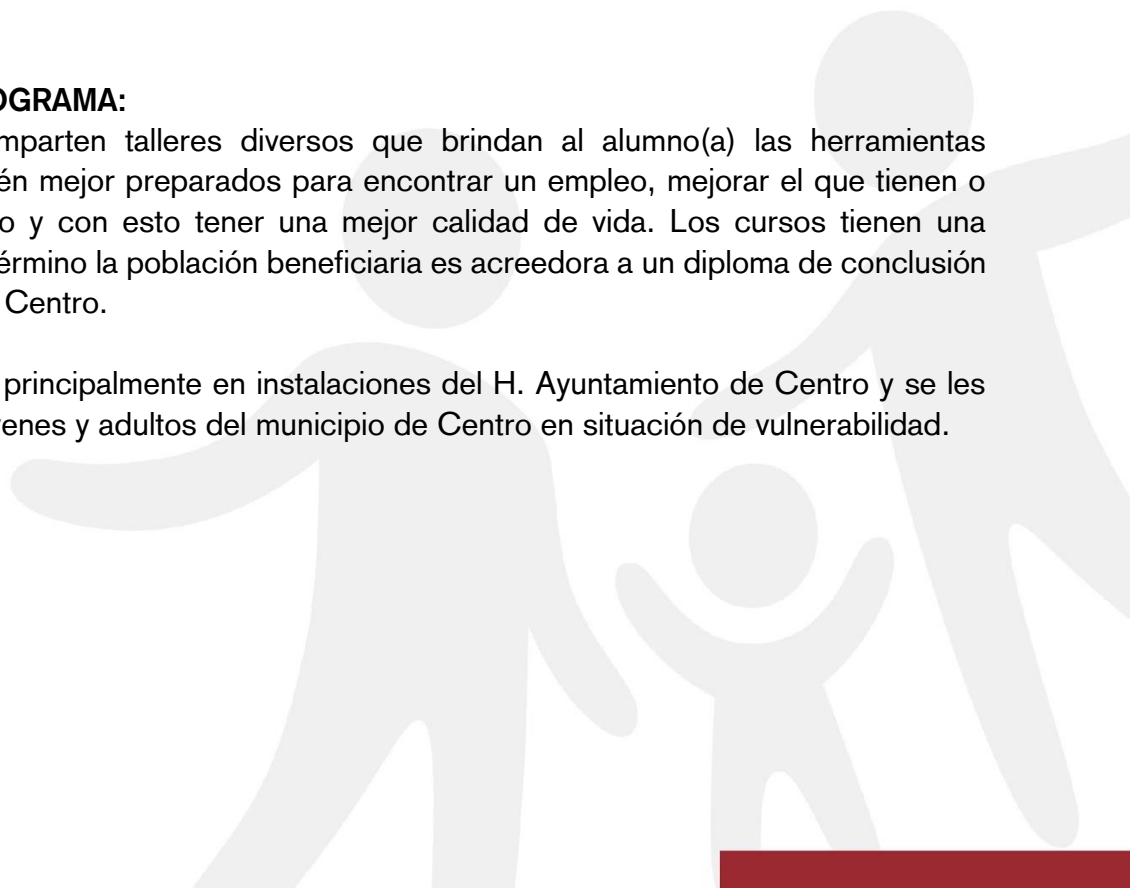 OGRAMA:
mparten talleres diversos que brindan al alumno(a) las herramientas
én mejor preparados para encontrar un empleo, mejorar el que tienen o
o y con esto tener una mejor calidad de vida. Los cursos tienen una
érmino la población beneficiaria es acreedora a un diploma de conclusión
Centro.
principalmente en instalaciones del H. Ayuntamiento de Centro y se les
venes y adultos del municipio de Centro en situación de vulnerabilidad.